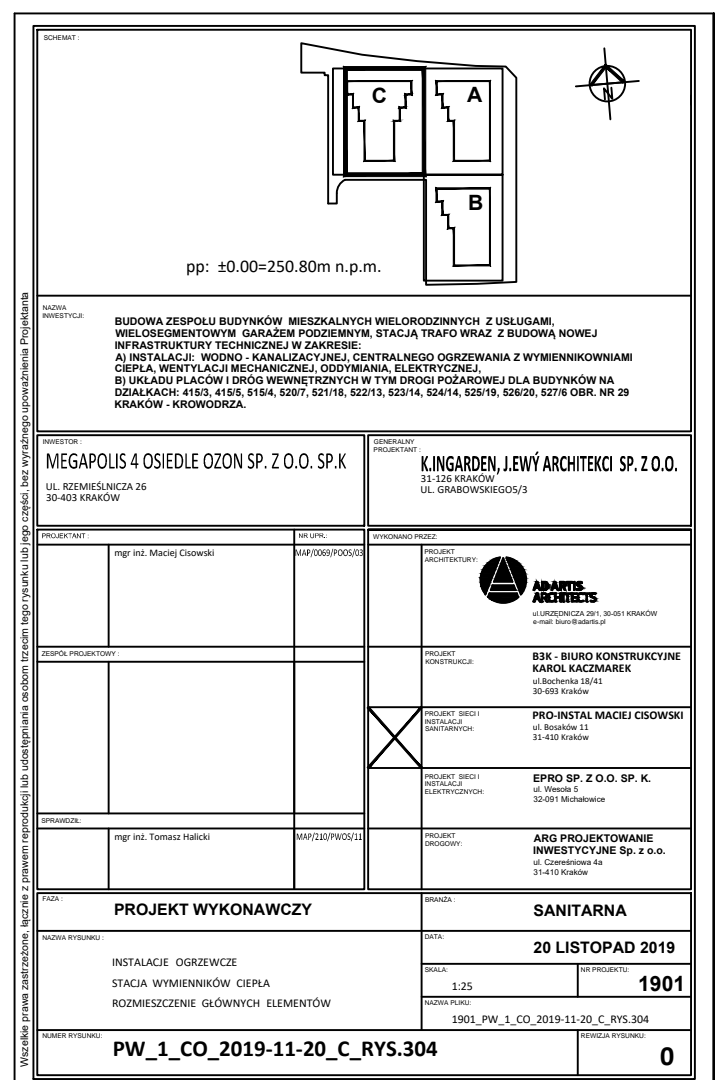 SCHEMAT :
C
A
B
N
pp: ±0.00=250.80m n.p.m.
NAZWA
INWESTYCJI:
BUDOWA ZESPOŁU BUDYNKÓW MIESZKALNYCH WIELORODZINNYCH Z USŁUGAMI,
WIELOSEGMENTOWYM GARAŻEM PODZIEMNYM, STACJĄ TRAFO WRAZ Z BUDOWĄ NOWEJ
INFRASTRUKTURY TECHNICZNEJ W ZAKRESIE:
A) INSTALACJI: WODNO - KANALIZACYJNEJ, CENTRALNEGO OGRZEWANIA Z WYMIENNIKOWNIAMI
CIEPŁA, WENTYLACJI MECHANICZNEJ, ODDYMIANIA, ELEKTRYCZNEJ,
B) UKŁADU PLACÓW I DRÓG WEWNĘTRZNYCH W TYM DROGI POŻAROWEJ DLA BUDYNKÓW NA
DZIAŁKACH: 415/3, 415/5, 515/4, 520/7, 521/18, 522/13, 523/14, 524/14, 525/19, 526/20, 527/6 OBR. NR 29
KRAKÓW - KROWODRZA.
INWESTOR :
MEGAPOLIS 4 OSIEDLE OZON SP. Z O.O. SP.K
UL. RZEMIEŚLNICZA 26
30-403 KRAKÓW
GENERALNY
PROJEKTANT :
K.INGARDEN, J.EWÝ ARCHITEKCI SP. Z O.O.
31-126 KRAKÓW
UL. GRABOWSKIEGO5/3
PROJEKTANT :
NR UPR.:
mgr inż. Maciej Cisowski
MAP/0069/POOS/03
ZESPÓŁ PROJEKTOWY :
SPRAWDZIŁ:
mgr inż. Tomasz Halicki
MAP/210/PWOS/11
WYKONANO PRZEZ:
PROJEKT
ARCHITEKTURY:
AD ARTIS
ARCHITECTS
ul.URZĘDNICZA 29/1, 30-051 KRAKÓW
e-mail: biuro@adartis.pl
PROJEKT
KONSTRUKCJI:
B3K - BIURO KONSTRUKCYJNE
KAROL KACZMAREK
ul.Bochenka 18/41
30-693 Kraków
PROJEKT SIECI I
INSTALACJI
SANITARNYCH:
PRO-INSTAL MACIEJ CISOWSKI
ul. Bosaków 11
31-410 Kraków
PROJEKT SIECI I
INSTALACJI
ELEKTRYCZNYCH:
EPRO SP. Z O.O. SP. K.
ul. Wesoła 5
32-091 Michałowice
PROJEKT
DROGOWY:
ARG PROJEKTOWANIE
INWESTYCYJNE Sp. z o.o.
ul. Czereśniowa 4a
31-410 Kraków
FAZA :
PROJEKT WYKONAWCZY
BRANŻA :
SANITARNA
NAZWA RYSUNKU :
INSTALACJE OGRZEWCZE
STACJA WYMIENNIKÓW CIEPŁA
ROZMIESZCZENIE GŁÓWNYCH ELEMENTÓW
DATA:
20 LISTOPAD 2019
SKALA:
1:25
NR PROJEKTU:
1901
NAZWA PLIKU:
1901_PW_1_CO_2019-11-20_C_RYS.304
NUMER RYSUNKU:
PW_1_CO_2019-11-20_C_RYS.304
REWIZJA RYSUNKU:
0
Wszelkie prawa zastrzeżone, łącznie z prawem reprodukcji lub udostępniania osobom trzecim tego rysunku lub jego części, bez wyraźnego upoważnienia Projektanta